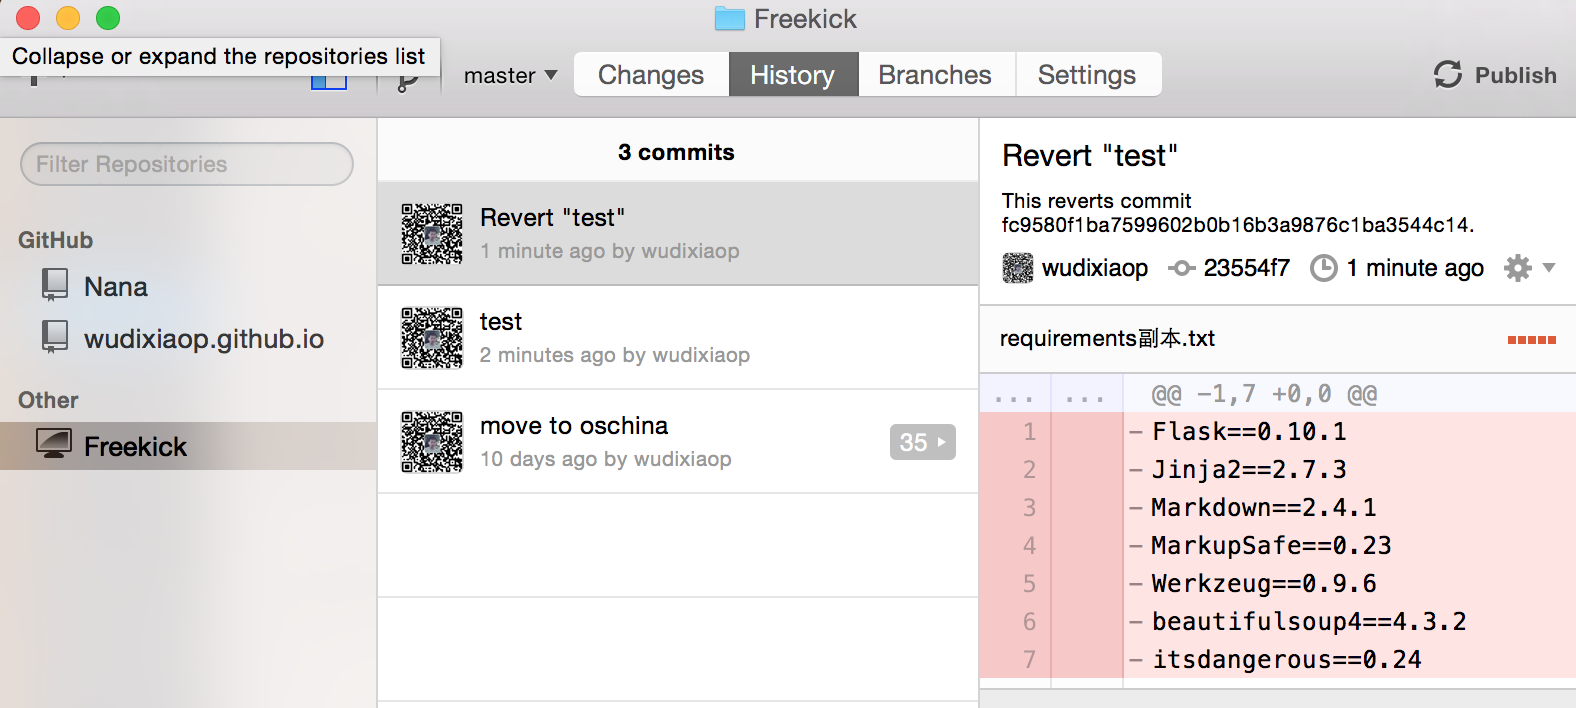 Freekick
Collapse or expand the repositories list
master
Changes
History
Branches
Settings
Publish
Filter Repositories
GitHub
Nana
wudixiaop.github.io
Other
Freekick
3 commits
Revert "test"
1 minute ago by wudixiaop
test
2 minutes ago by wudixiaop
move to oschina
10 days ago by wudixiaop
35
Revert "test"
This reverts commit
fc9580f1ba7599602b0b16b3a9876c1ba3544c14.
wudixiaop 23554f7 1 minute ago
requirements副本.txt
... ... @@ -1,7 +0,0 @@
1 - Flask==0.10.1
2 - Jinja2==2.7.3
3 - Markdown==2.4.1
4 - MarkupSafe==0.23
5 - Werkzeug==0.9.6
6 - beautifulsoup4==4.3.2
7 - itsdangerous==0.24